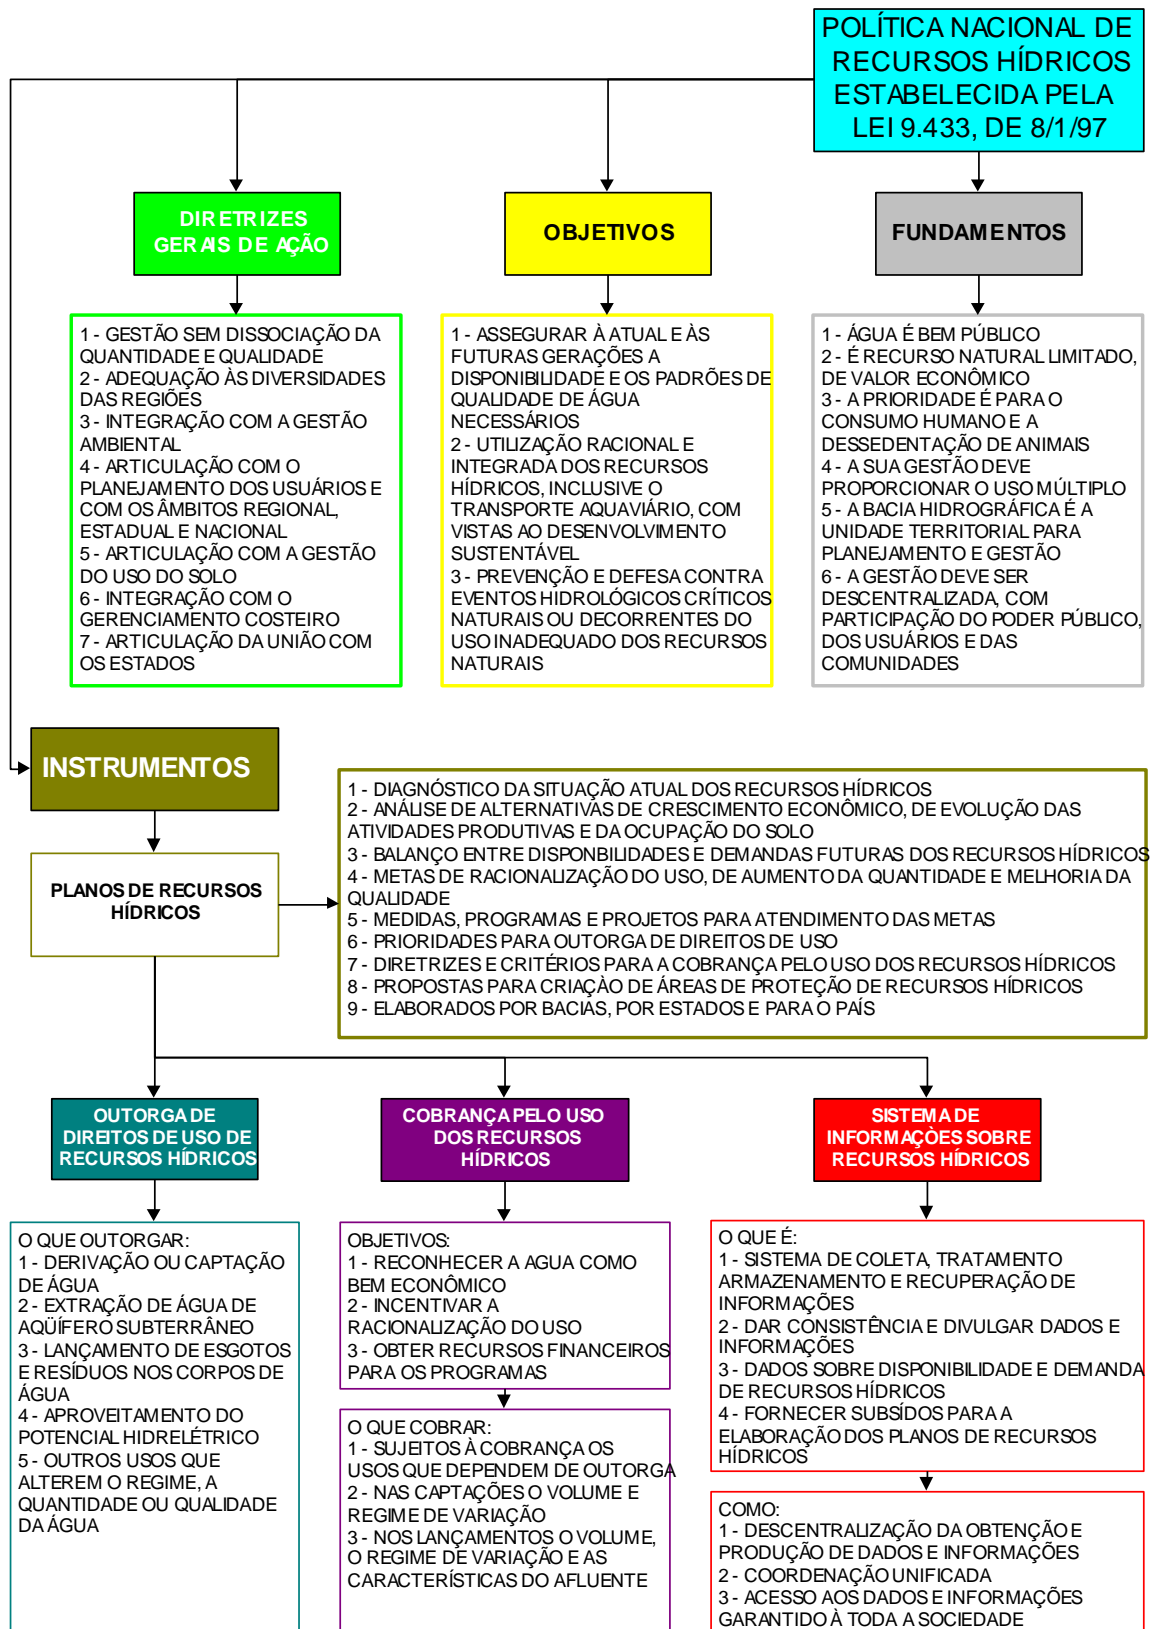 POLÍTICA NACIONAL DE
RECURSOS HÍDRICOS
ESTABELECIDA PELA
LEI 9.433, DE 8/1/97
DIRETRIZES
GERAIS DE AÇÃO
OBJETIVOS
FUNDAMENTOS
1 - GESTÃO SEM DISSOCIAÇÃO DA
QUANTIDADE E QUALIDADE
2 - ADEQUAÇÃO ÀS DIVERSIDADES
DAS REGIÕES
3 - INTEGRAÇÃO COM A GESTÃO
AMBIENTAL
4 - ARTICULAÇÃO COM O
PLANEJAMENTO DOS USUÁRIOS E
COM OS ÂMBITOS REGIONAL,
ESTADUAL E NACIONAL
5 - ARTICULAÇÃO COM A GESTÃO
DO USO DO SOLO
6 - INTEGRAÇÃO COM O
GERENCIAMENTO COSTEIRO
7 - ARTICULAÇÃO DA UNIÃO COM
OS ESTADOS
1 - ASSEGURAR À ATUAL E ÀS
FUTURAS GERAÇÕES A
DISPONIBILIDADE E OS PADRÕES DE
QUALIDADE DE ÁGUA
NECESSÁRIOS
2 - UTILIZAÇÃO RACIONAL E
INTEGRADA DOS RECURSOS
HÍDRICOS, INCLUSIVE O
TRANSPORTE AQUAVIÁRIO, COM
VISTAS AO DESENVOLVIMENTO
SUSTENTÁVEL
3 - PREVENÇÃO E DEFESA CONTRA
EVENTOS HIDROLÓGICOS CRÍTICOS
NATURAIS OU DECORRENTES DO
USO INADEQUADO DOS RECURSOS
NATURAIS
1 - ÁGUA É BEM PÚBLICO
2 - É RECURSO NATURAL LIMITADO,
DE VALOR ECONÔMICO
3 - A PRIORIDADE É PARA O
CONSUMO HUMANO E A
DESSEDENTAÇÃO DE ANIMAIS
4 - A SUA GESTÃO DEVE
PROPORCIONAR O USO MÚLTIPLO
5 - A BACIA HIDROGRÁFICA É A
UNIDADE TERRITORIAL PARA
PLANEJAMENTO E GESTÃO
6 - A GESTÃO DEVE SER
DESCENTRALIZADA, COM
PARTICIPAÇÃO DO PODER PÚBLICO,
DOS USUÁRIOS E DAS
COMUNIDADES
INSTRUMENTOS
PLANOS DE RECURSOS
HÍDRICOS
1 - DIAGNÓSTICO DA SITUAÇÃO ATUAL DOS RECURSOS HÍDRICOS
2 - ANÁLISE DE ALTERNATIVAS DE CRESCIMENTO ECONÔMICO, DE EVOLUÇÃO DAS
ATIVIDADES PRODUTIVAS E DA OCUPAÇÃO DO SOLO
3 - BALANÇO ENTRE DISPONBILIDADES E DEMANDAS FUTURAS DOS RECURSOS HÍDRICOS
4 - METAS DE RACIONALIZAÇÃO DO USO, DE AUMENTO DA QUANTIDADE E MELHORIA DA
QUALIDADE
5 - MEDIDAS, PROGRAMAS E PROJETOS PARA ATENDIMENTO DAS METAS
6 - PRIORIDADES PARA OUTORGA DE DIREITOS DE USO
7 - DIRETRIZES E CRITÉRIOS PARA A COBRANÇA PELO USO DOS RECURSOS HÍDRICOS
8 - PROPOSTAS PARA CRIAÇÀO DE ÁREAS DE PROTEÇÃO DE RECURSOS HÍDRICOS
9 - ELABORADOS POR BACIAS, POR ESTADOS E PARA O PAÍS
OUTORGA DE
DIREITOS DE USO DE
RECURSOS HÍDRICOS
COBRANÇA PELO USO
DOS RECURSOS
HÍDRICOS
SISTEMA DE
INFORMAÇÒES SOBRE
RECURSOS HÍDRICOS
O QUE OUTORGAR:
1 - DERIVAÇÃO OU CAPTAÇÃO
DE ÁGUA
2 - EXTRAÇÃO DE ÁGUA DE
AQÜÍFERO SUBTERRÂNEO
3 - LANÇAMENTO DE ESGOTOS
E RESÍDUOS NOS CORPOS DE
ÁGUA
4 - APROVEITAMENTO DO
POTENCIAL HIDRELÉTRICO
5 - OUTROS USOS QUE
ALTEREM O REGIME, A
QUANTIDADE OU QUALIDADE
DA ÁGUA
OBJETIVOS:
1 - RECONHECER A AGUA COMO
BEM ECONÔMICO
2 - INCENTIVAR A
RACIONALIZAÇÃO DO USO
3 - OBTER RECURSOS FINANCEIROS
PARA OS PROGRAMAS
O QUE COBRAR:
1 - SUJEITOS À COBRANÇA OS
USOS QUE DEPENDEM DE OUTORGA
2 - NAS CAPTAÇÕES O VOLUME E
REGIME DE VARIAÇÃO
3 - NOS LANÇAMENTOS O VOLUME,
O REGIME DE VARIAÇÃO E AS
CARACTERÍSTICAS DO AFLUENTE
O QUE É:
1 - SISTEMA DE COLETA, TRATAMENTO
ARMAZENAMENTO E RECUPERAÇÃO DE
INFORMAÇÕES
2 - DAR CONSISTÊNCIA E DIVULGAR DADOS E
INFORMAÇÕES
3 - DADOS SOBRE DISPONIBILIDADE E DEMANDA
DE RECURSOS HÍDRICOS
4 - FORNECER SUBSÍDOS PARA A
ELABORAÇÃO DOS PLANOS DE RECURSOS
HÍDRICOS
COMO:
1 - DESCENTRALIZAÇÃO DA OBTENÇÃO E
PRODUÇÃO DE DADOS E INFORMAÇÕES
2 - COORDENAÇÃO UNIFICADA
3 - ACESSO AOS DADOS E INFORMAÇÕES
GARANTIDO À TODA A SOCIEDADE